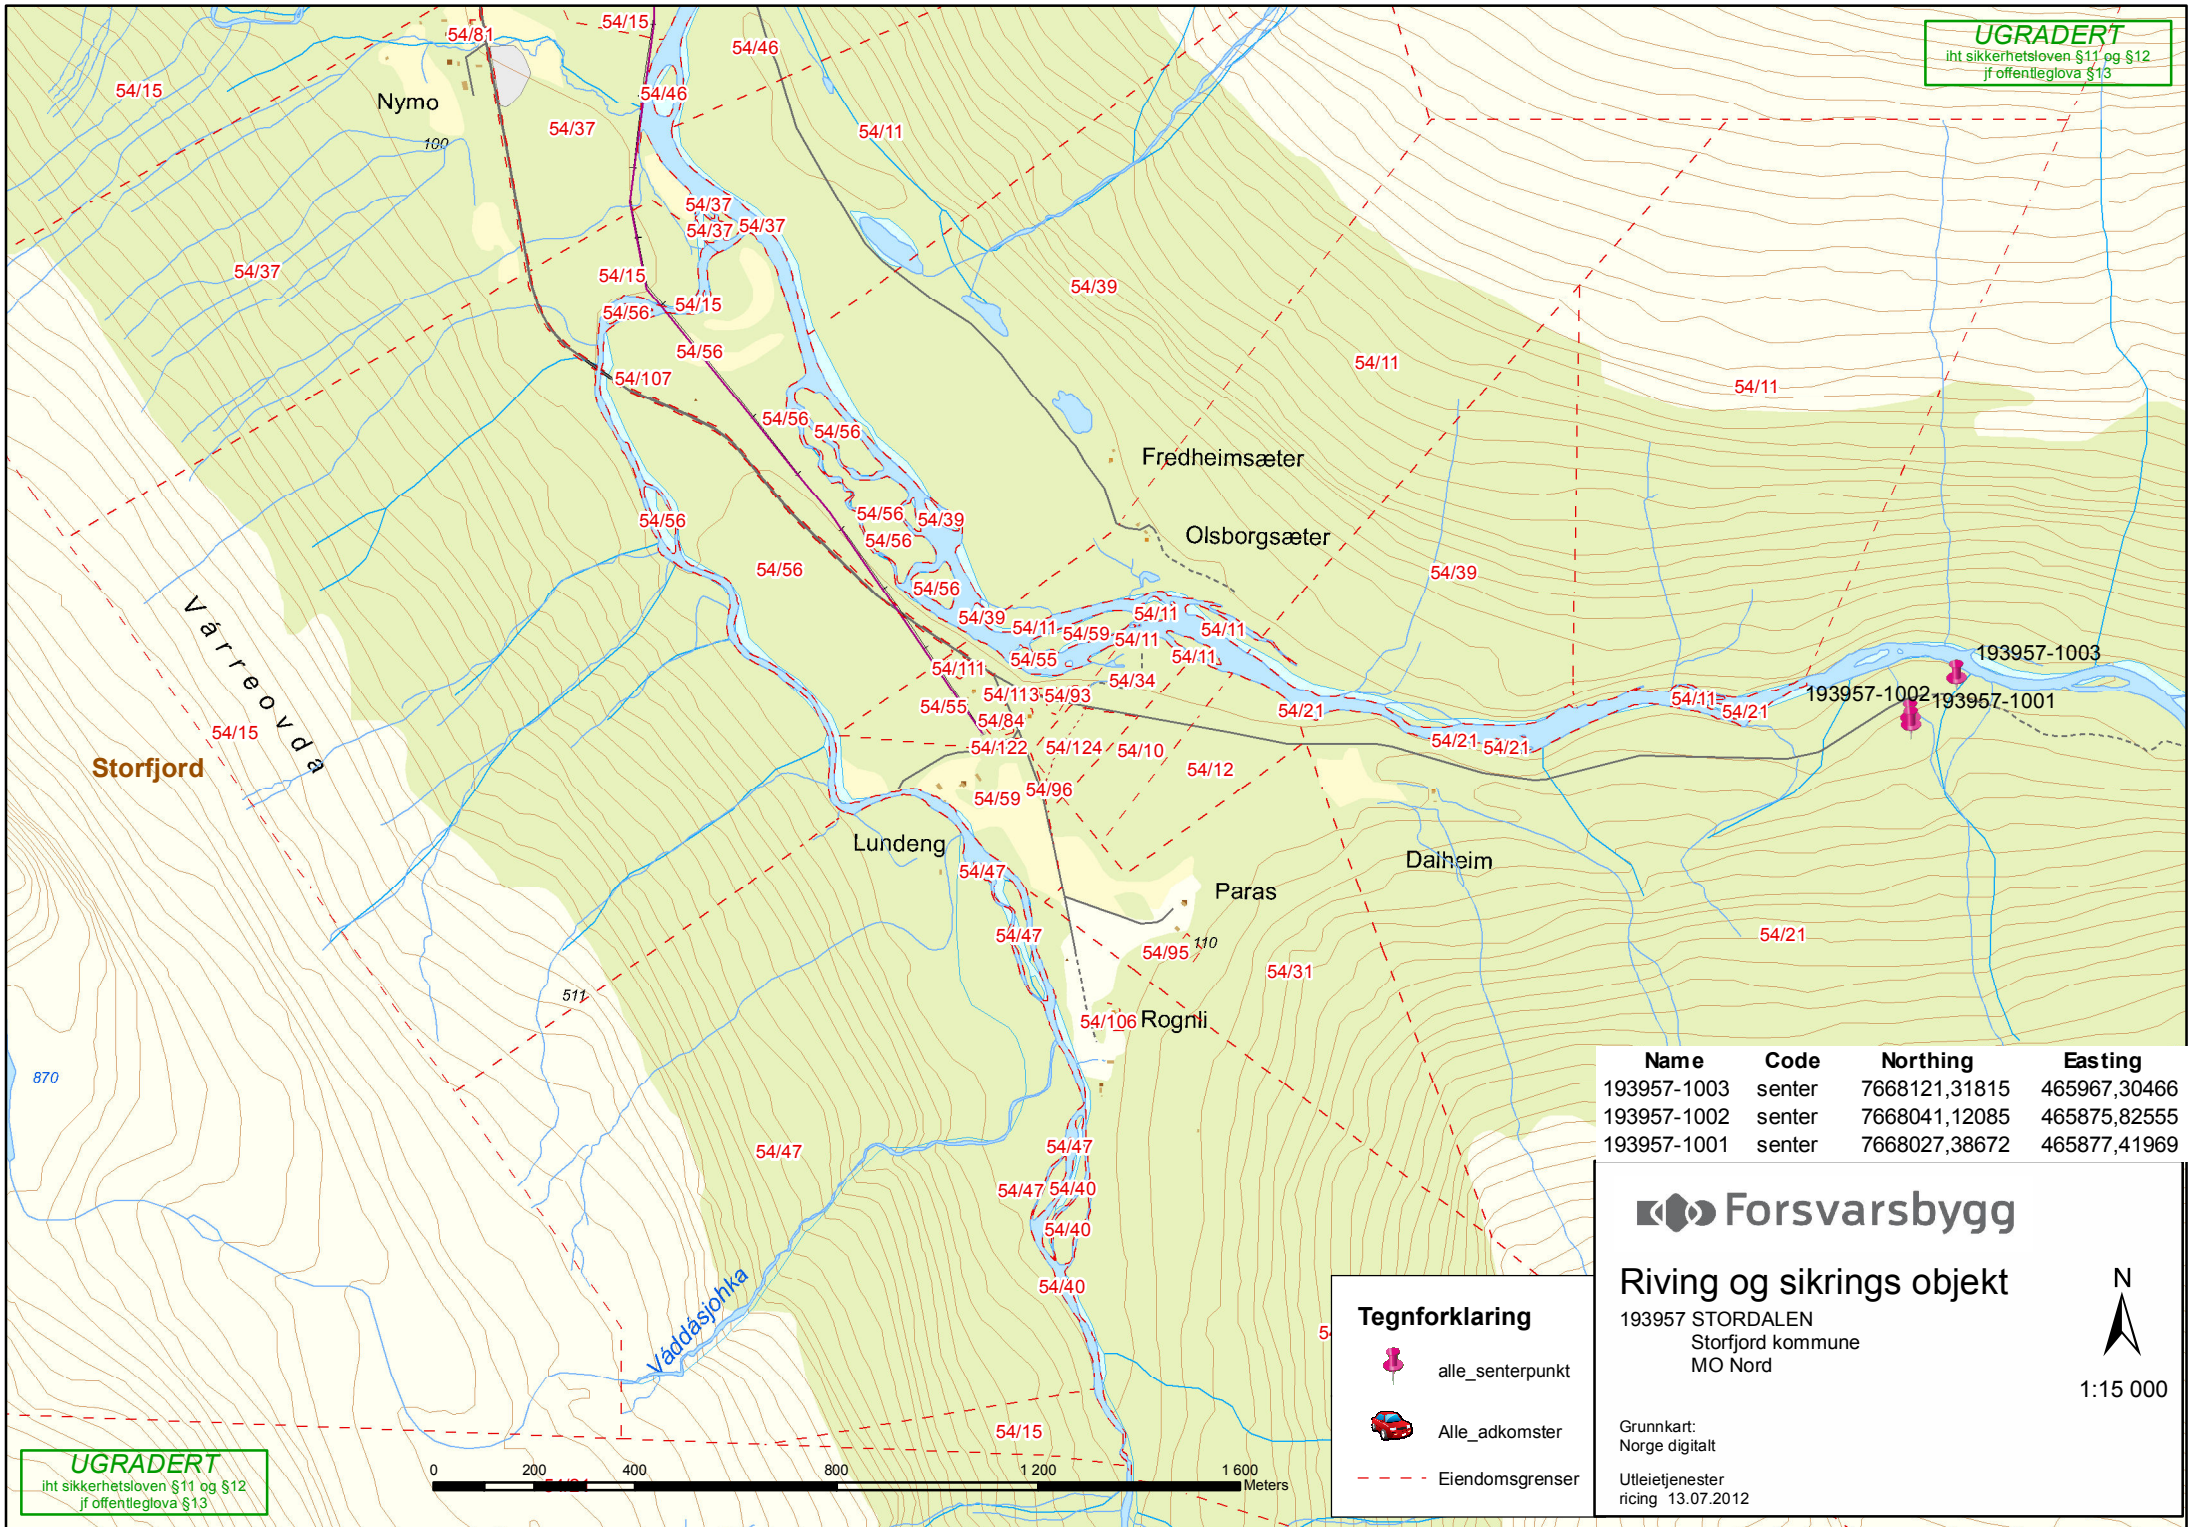 UGRADERT
iht sikkerhetsloven §11 og §12
jf offentleglova §13
54/81
54/15
54/46
54/15
Nymo
54/46
54/37
54/11
100
54/37
54/37
54/37
54/37
54/15
54/39
54/15
54/56
54/56
54/11
54/107
54/11
54/56
54/56
Fredheimsæter
54/56
54/39
54/56
54/56
Olsborgsæter
54/56
54/39
54/56
54/39
54/11
54/59
54/11
54/11
54/11
54/11
54/55
54/111
54/34
54/113
54/93
54/55
54/84
54/21
54/11
54/21
193957-1003
193957-1002
193957-1001
Várreovda
54/15
Storfjord
54/122
54/124
54/10
54/12
54/21
54/21
54/59
54/96
Lundeng
Dalheim
54/47
Paras
54/47
54/95
110
54/31
54/21
511
54/106
Rognli
870
54/47
54/47
54/47
54/40
54/40
54/40
Váddásjohka
54/15
Name Code Northing Easting
193957-1003 senter 7668121,31815 465967,30466
193957-1002 senter 7668041,12085 465875,82555
193957-1001 senter 7668027,38672 465877,41969
Forsvarsbygg
Riving og sikrings objekt
193957 STORDALEN
Storfjord kommune
MO Nord
N
1:15 000
Grunnkart:
Norge digitalt
Utleietjenester
ricing 13.07.2012
Tegnforklaring
alle_senterpunkt
Alle_adkomster
Eiendomsgrenser
UGRADERT
iht sikkerhetsloven §11 og §12
jf offentleglova §13
0 200 400 800 1 200 1 600
Meters